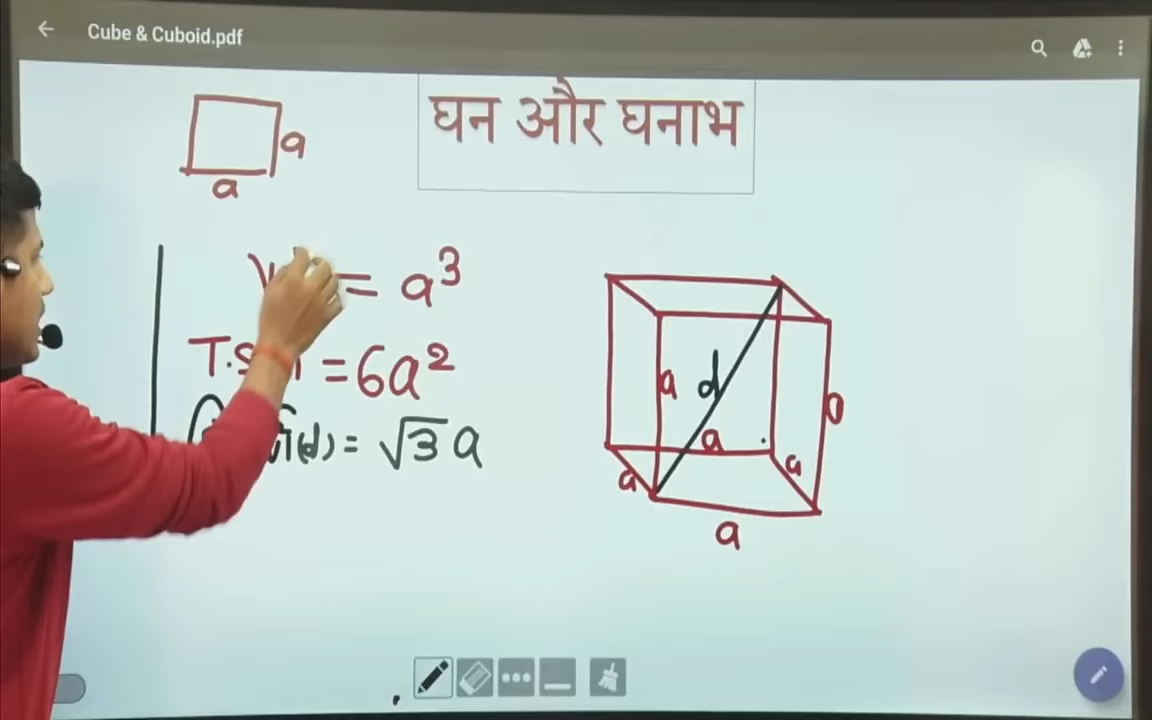 Cube & Cuboid.pdf
घन और घनाभ
a
a
= a³
T.S = 6a²
(d) = √3 a
a
d
a
a
a
a